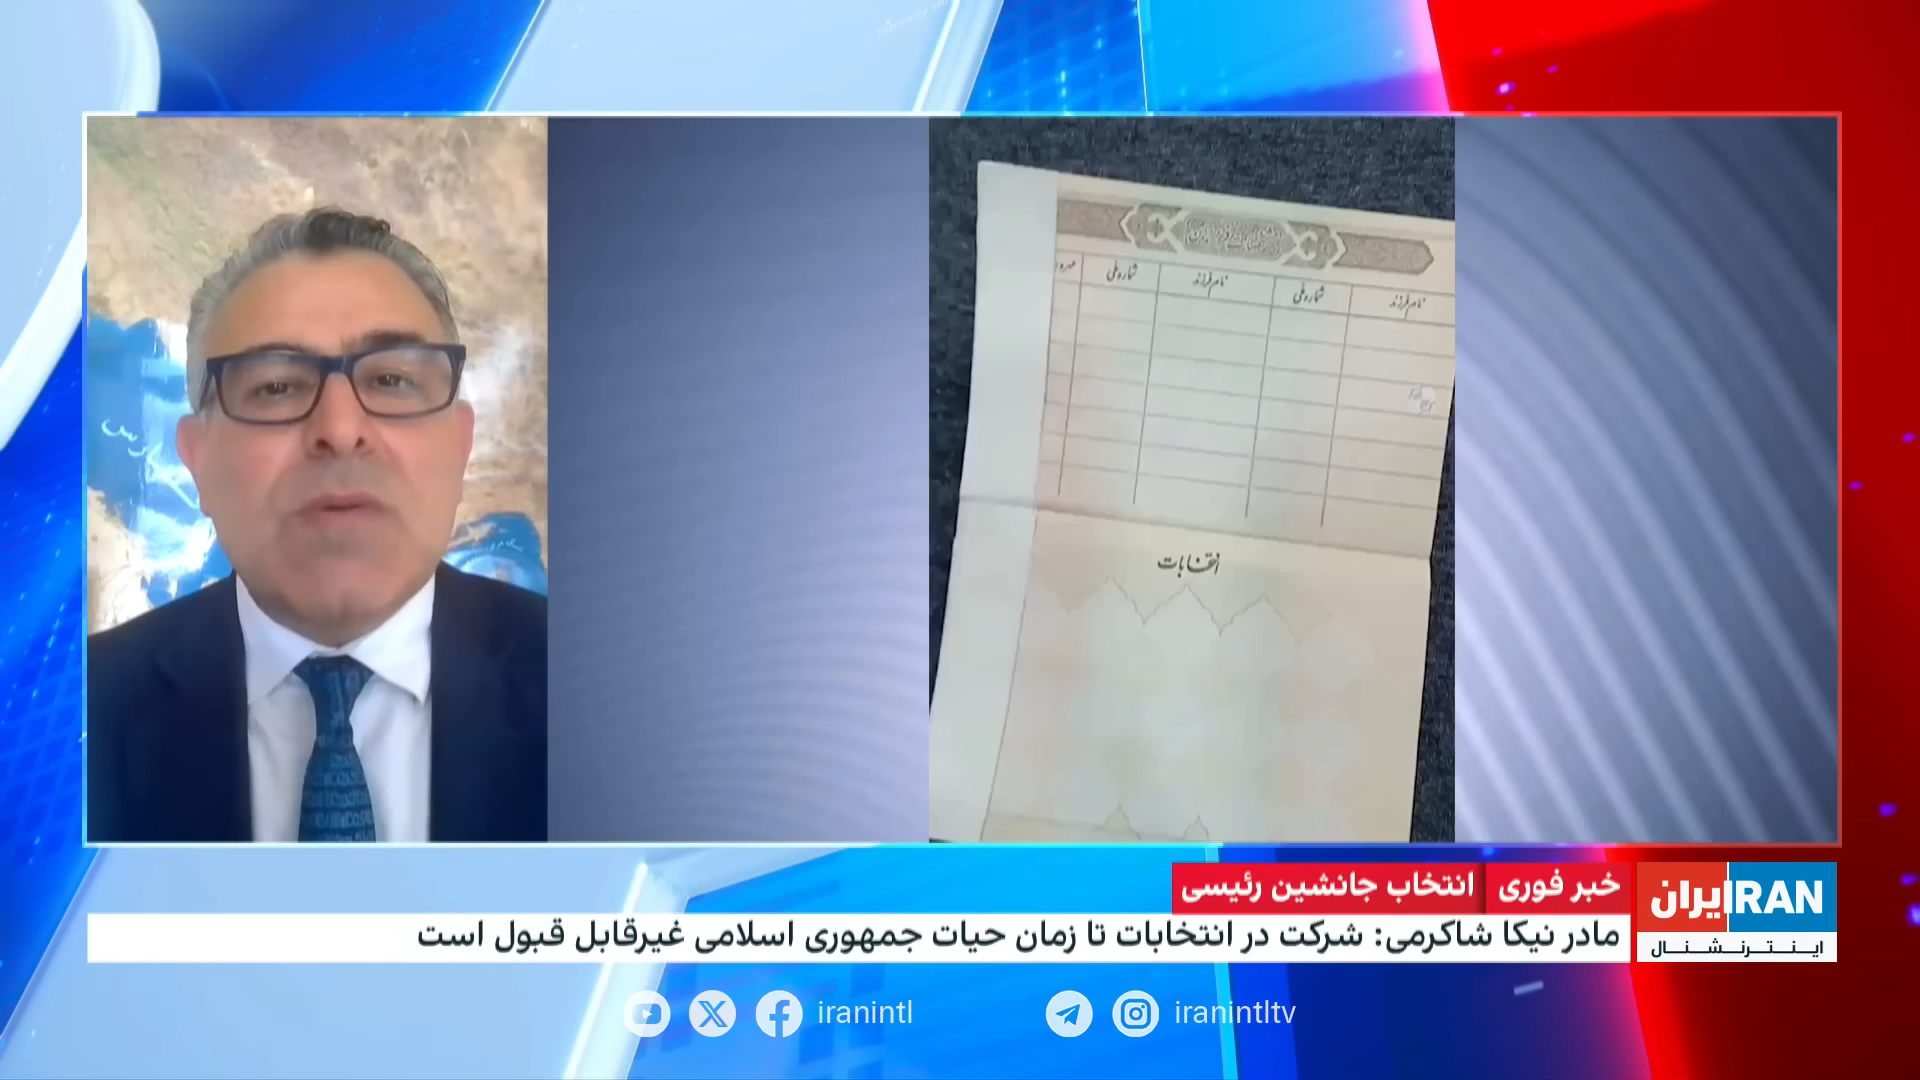 نام فرزند شماره ملی نام فرزند شماره ملی
انتخابات
خبر فوری انتخاب جانشین رئیسی
مادر نیکا شاکرمی: شرکت در انتخابات تا زمان حیات جمهوری اسلامی غیرقابل قبول است
ایران IRAN
اینترنشنال
iranintl iranintltv